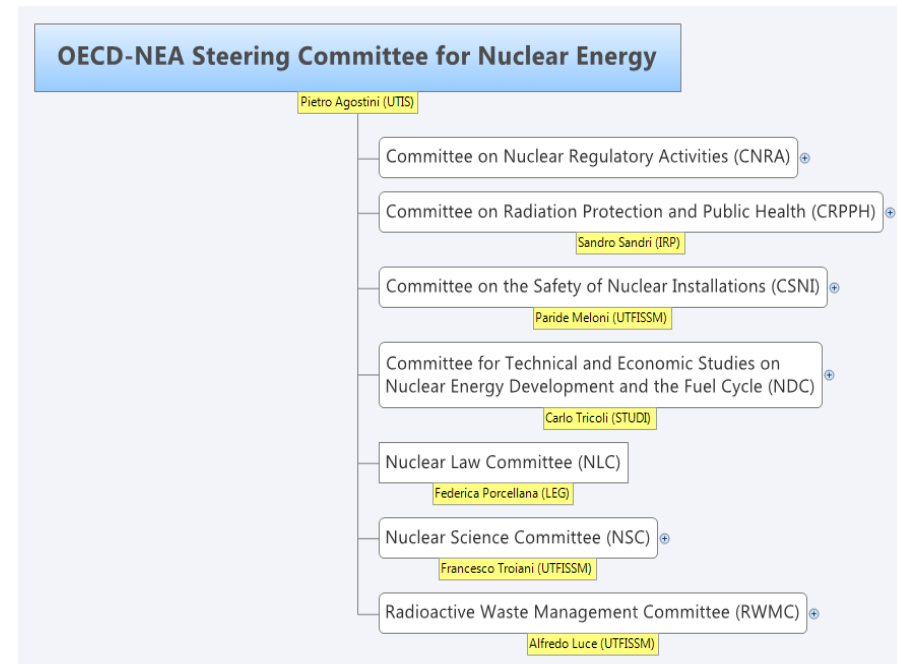 OECD-NEA Steering Committee for Nuclear Energy
Pietro Agostini (UTIS)
Committee on Nuclear Regulatory Activities (CNRA)
Committee on Radiation Protection and Public Health (CRPPH)
Sandro Sandri (IRP)
Committee on the Safety of Nuclear Installations (CSNI)
Paride Meloni (UTFISSM)
Committee for Technical and Economic Studies on
Nuclear Energy Development and the Fuel Cycle (NDC)
Carlo Tricoli (STUDI)
Nuclear Law Committee (NLC)
Federica Porcellana (LEG)
Nuclear Science Committee (NSC)
Francesco Troiani (UTFISSM)
Radioactive Waste Management Committee (RWMC)
Alfredo Luce (UTFISSM)